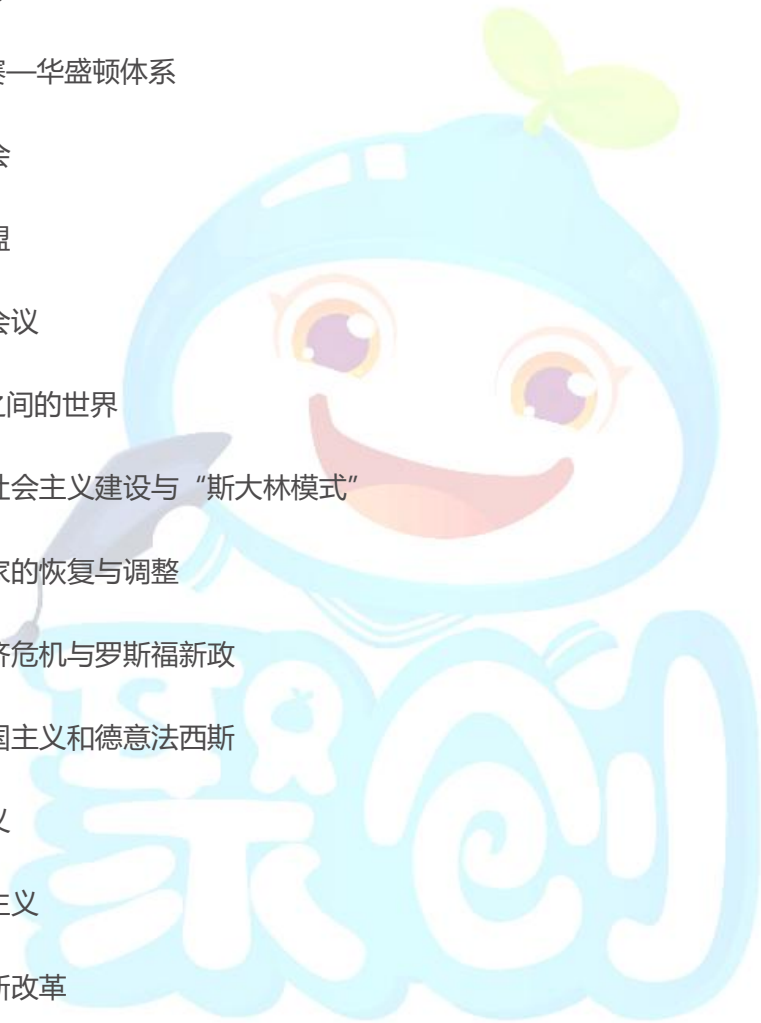 —华盛顿体系
会
盟
会议
之间的世界
社会主义建设与“斯大林模式”
家的恢复与调整
济危机与罗斯福新政
国主义和德意法西斯
义
主义
新改革
聚创